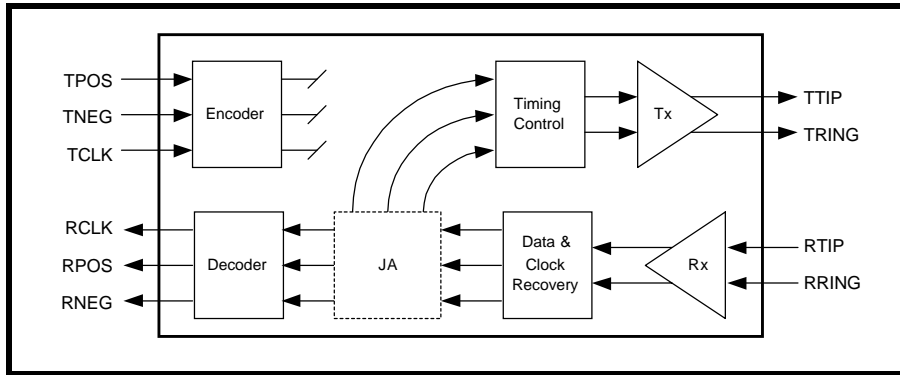 TPOS
TNEG
TCLK
Encoder
Timing
Control
Tx
TTIP
TRING
RCLK
RPOS
RNEG
Decoder
JA
Data &
Clock
Recovery
Rx
RTIP
RRING